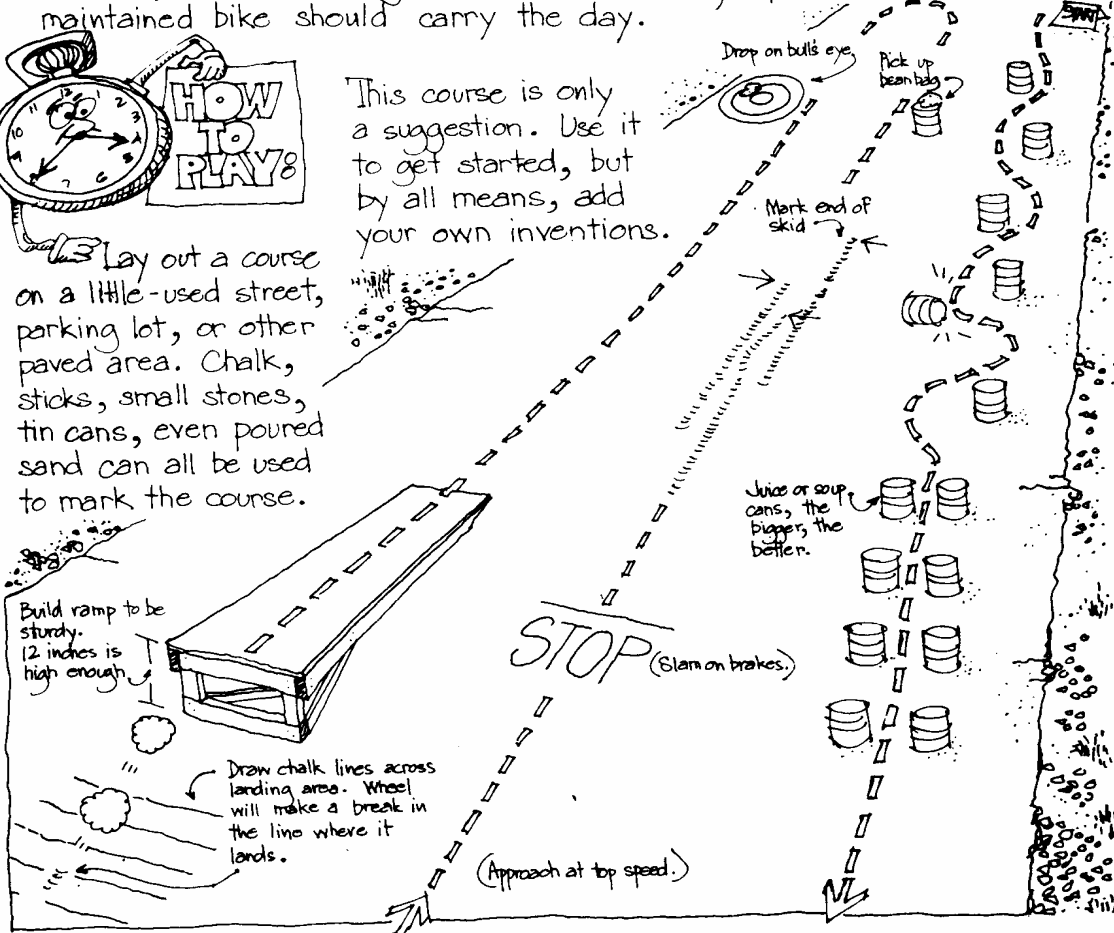 maintained bike should carry the day.
HOW
TO
PLAY:
This course is only
a suggestion. Use it
to get started, but
by all means, add
your own inventions.
Lay out a course
on a little-used street,
parking lot, or other
paved area. Chalk,
sticks, small stones,
tin cans, even poured
sand can all be used
to mark the course.
Drop on bull's eye
Pick up
beanbag
START
Mark end of
skid
Juice or soup
cans, the
bigger, the
better.
Build ramp to be
sturdy.
12 inches is
high enough
STOP (Slam on brakes.)
Draw chalk lines across
landing area. Wheel
will make a break in
the line where it
lands.
(Approach at top speed.)